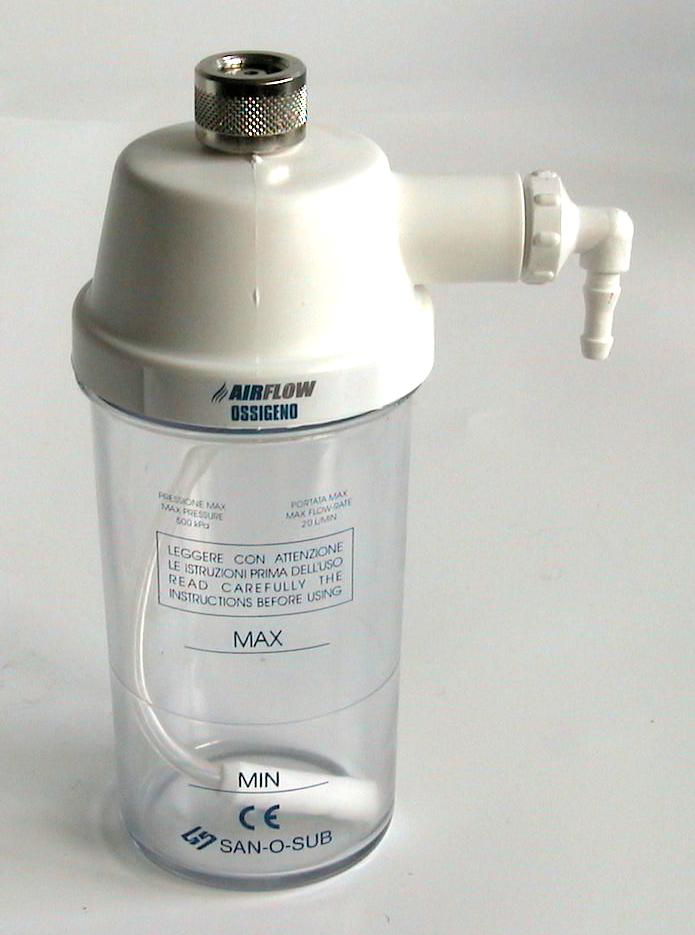 AIRFLOW
OSSIGENO
PRESSIONE MAX
MAX PRESSURE
500 kPa
PORTATA MAX
MAX FLOW-RATE
20 L/MIN
LEGGERE CON ATTENZIONE
LE ISTRUZIONI PRIMA DELL'USO
READ CAREFULLY THE
INSTRUCTIONS BEFORE USING
MAX
MIN
CE
SAN-O-SUB